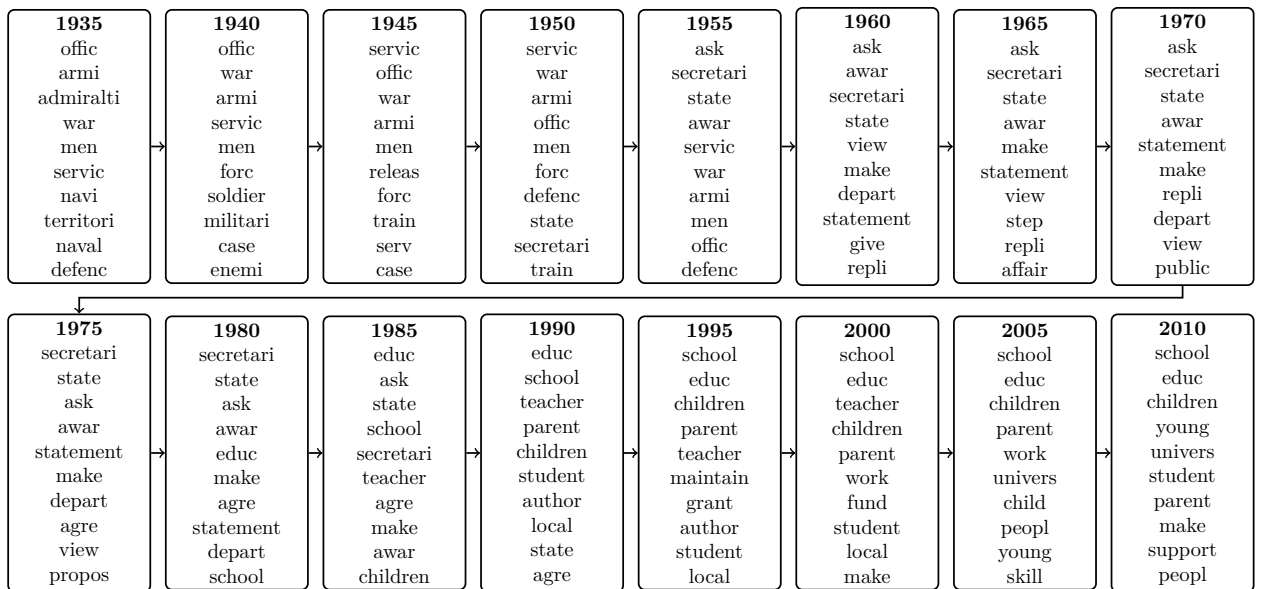 1935
offic
armi
admiralti
war
men
servic
navi
territori
naval
defenc
1940
offic
war
armi
servic
men
forc
soldier
militari
case
enemi
1945
servic
offic
war
armi
men
releas
forc
train
serv
case
1950
servic
war
armi
offic
men
forc
defenc
state
secretari
train
1955
ask
secretari
state
awar
servic
war
armi
men
offic
defenc
1960
ask
awar
secretari
state
view
make
depart
statement
give
repli
1965
ask
secretari
state
awar
make
statement
view
step
repli
affair
1970
ask
secretari
state
awar
statement
make
repli
depart
view
public
1975
secretari
state
ask
awar
statement
make
depart
agre
view
propos
1980
secretari
state
ask
awar
educ
make
agre
statement
depart
school
1985
educ
ask
state
school
secretari
teacher
agre
make
awar
children
1990
educ
school
teacher
parent
children
student
author
local
state
agre
1995
school
educ
children
parent
teacher
maintain
grant
author
student
local
2000
school
educ
teacher
children
parent
work
fund
student
local
make
2005
school
educ
children
parent
work
univers
child
peopl
young
skill
2010
school
educ
children
young
univers
student
parent
make
support
peopl